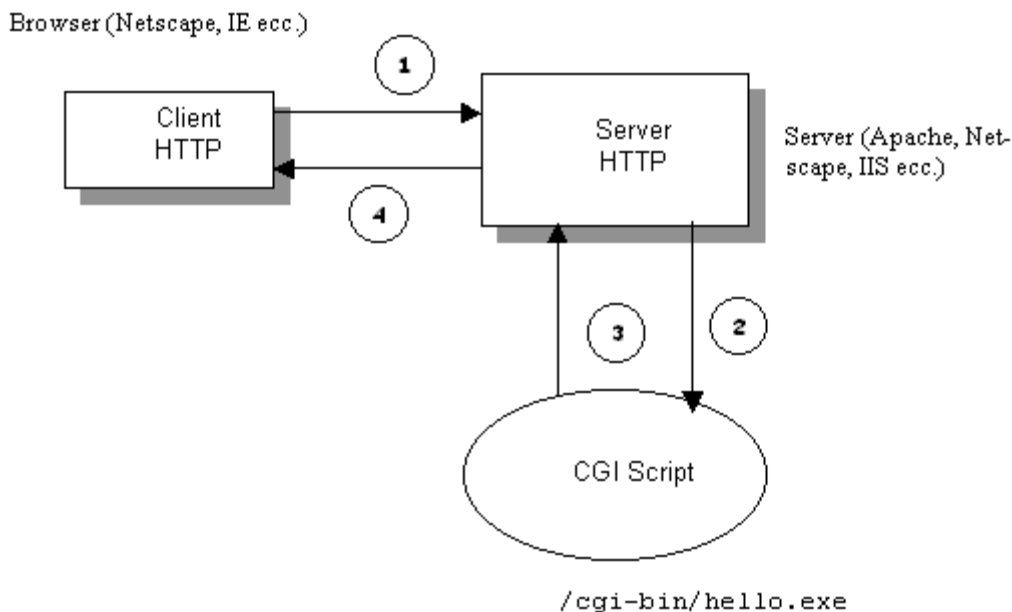 Browser (Netscape, IE ecc.)
1
Client
HTTP
Server
HTTP
Server (Apache, Net-
scape, IIS ecc.)
4
3
2
CGI Script
/cgi-bin/hello.exe